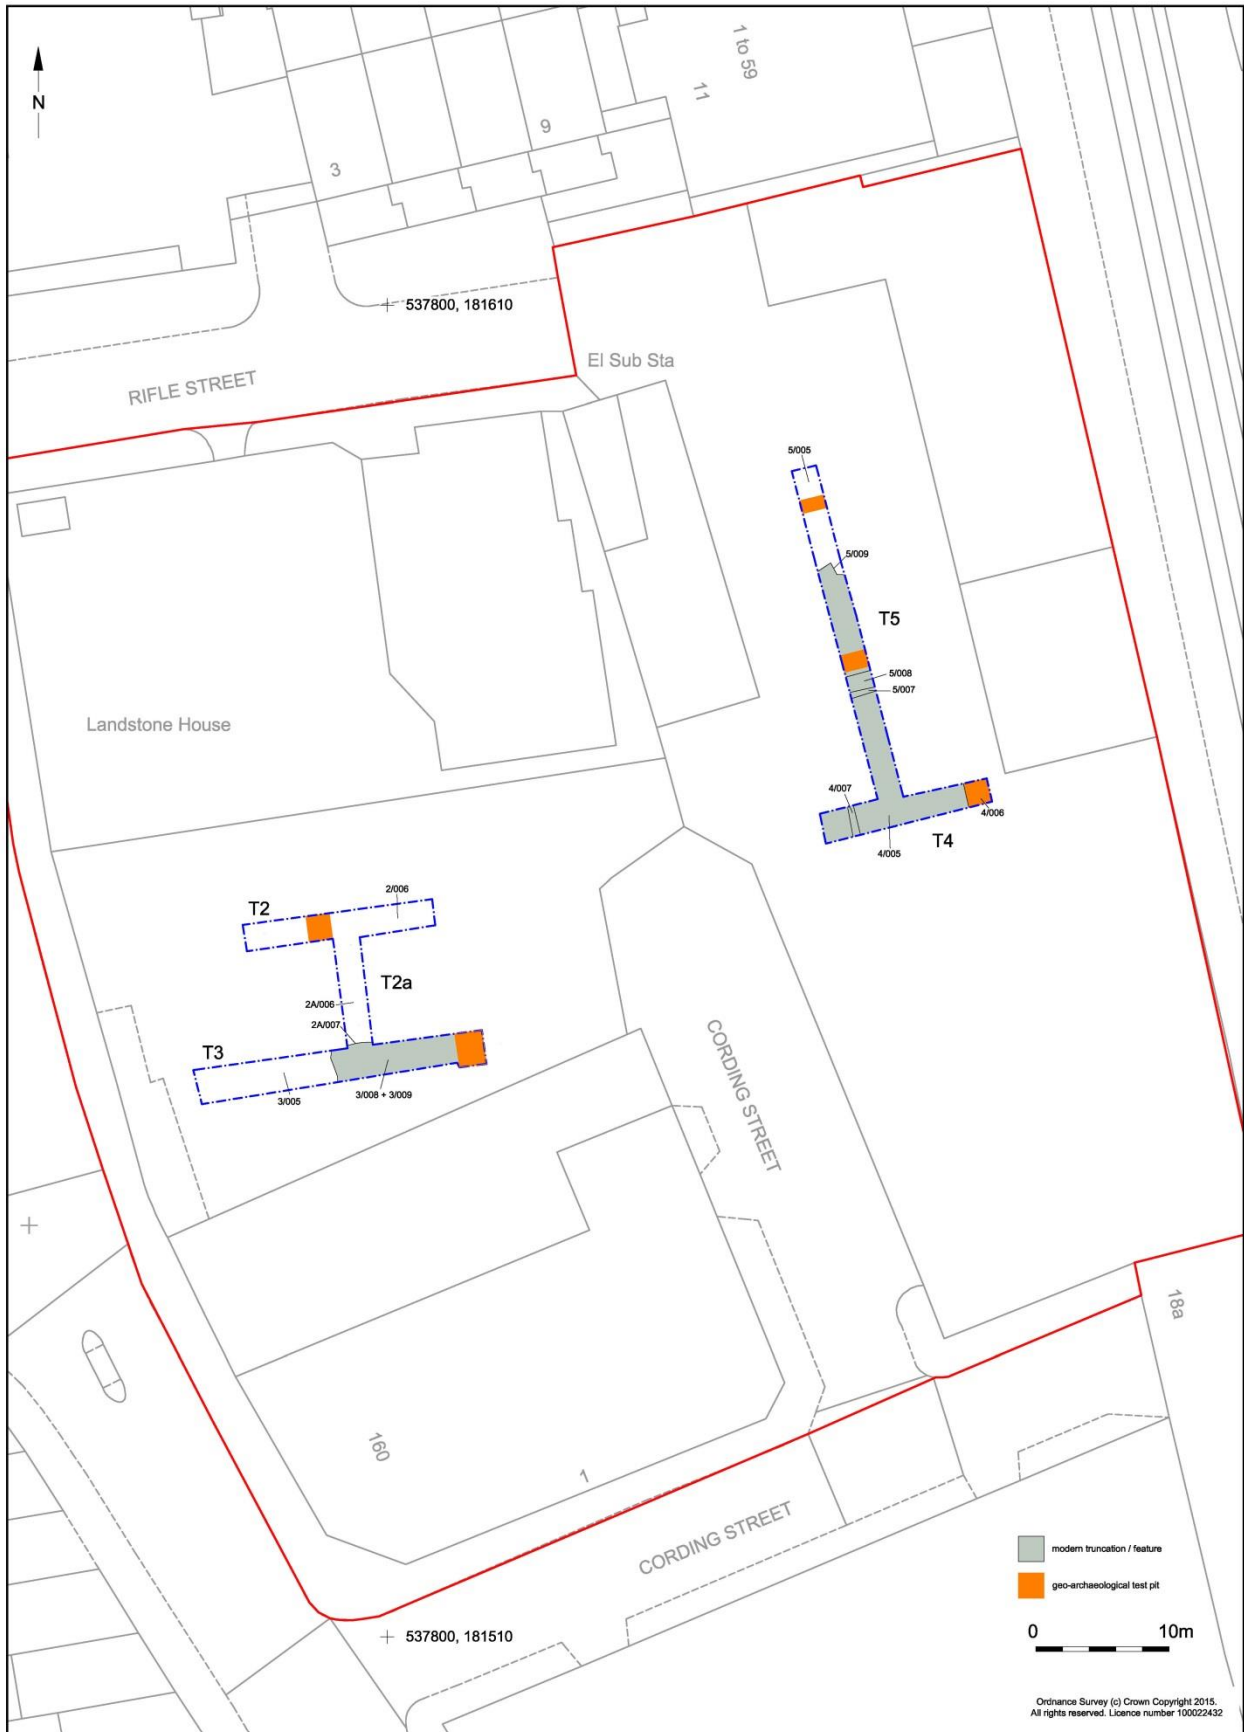 1 to 59
11
N
9
3
537800, 181610
El Sub Sta
RIFLE STREET
5/005
5/009
T5
5/008
5/007
Landstone House
4/007
4/006
T4
4/005
2/006
T2
T2a
2A/006
2A/007
T3
3/005
3/008 + 3/009
CORDING STREET
18a
160
1
CORDING STREET
modern truncation / feature
geo-archaeological test pit
537800, 181510
0 10m
Ordnance Survey (c) Crown Copyright 2015.
All rights reserved. Licence number 100022432